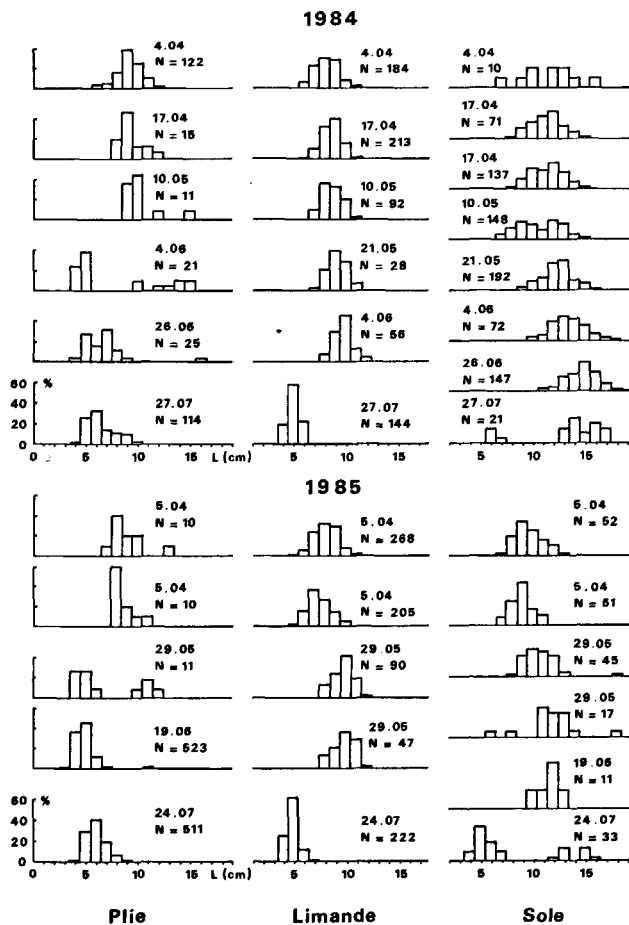 1984
4.04
N = 122
4.04
N = 184
4.04
N = 10
17.04
N = 15
17.04
N = 213
17.04
N = 71
10.05
N = 11
10.05
N = 92
17.04
N = 137
10.05
N = 148
4.06
N = 21
21.05
N = 28
21.05
N = 192
26.06
N = 25
4.06
N = 56
4.06
N = 72
26.06
N = 147
60 %
40
20
0
27.07
N = 114
27.07
N = 144
27.07
N = 21
0 5 10 L (cm) 5 10 15 5 10 15
1985
5.04
N = 10
5.04
N = 268
5.04
N = 52
5.04
N = 10
5.04
N = 205
5.04
N = 51
29.05
N = 11
29.05
N = 90
29.05
N = 45
19.06
N = 523
29.05
N = 47
29.05
N = 17
19.06
N = 11
60 %
40
20
0
24.07
N = 511
24.07
N = 222
24.07
N = 33
0 5 10 L (cm) 5 10 15 5 10 15
Plie Limande Sole